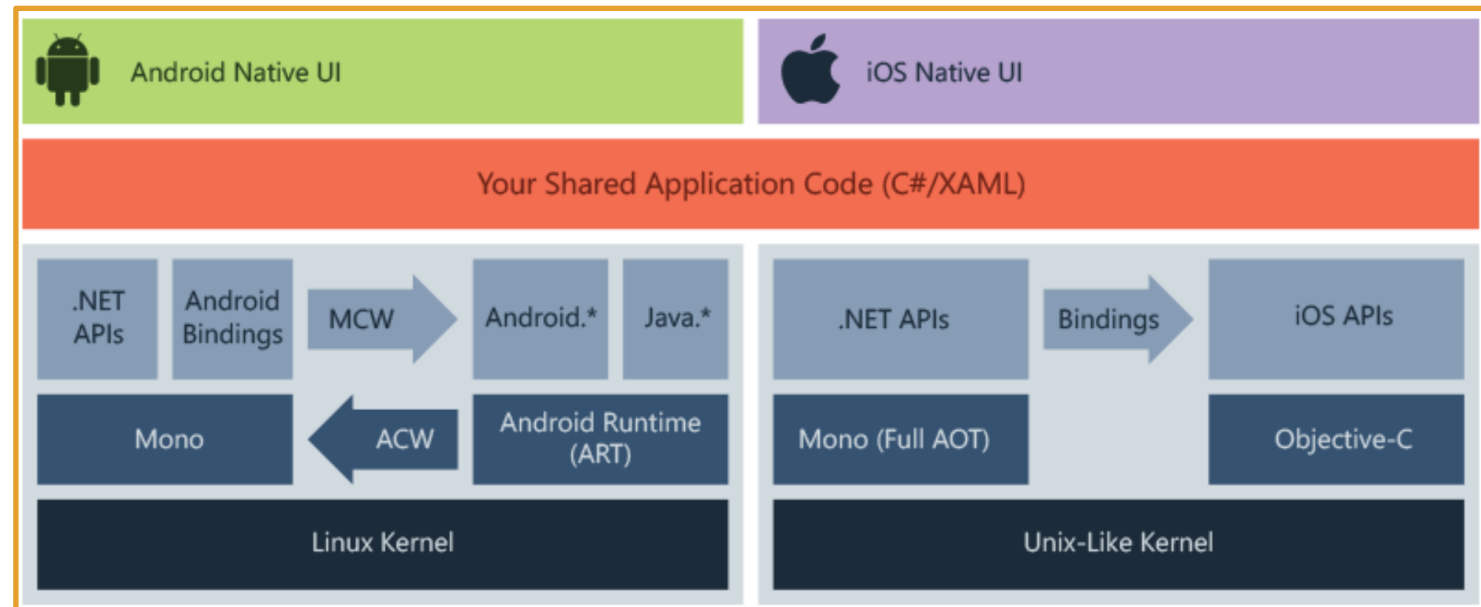 Android Native UI
iOS Native UI
Your Shared Application Code (C#/XAML)
.NET
APIs
Android
Bindings
MCW
Android.*
Java.*
.NET APIs
Bindings
iOS APIs
Mono
ACW
Android Runtime
(ART)
Mono (Full AOT)
Objective-C
Linux Kernel
Unix-Like Kernel